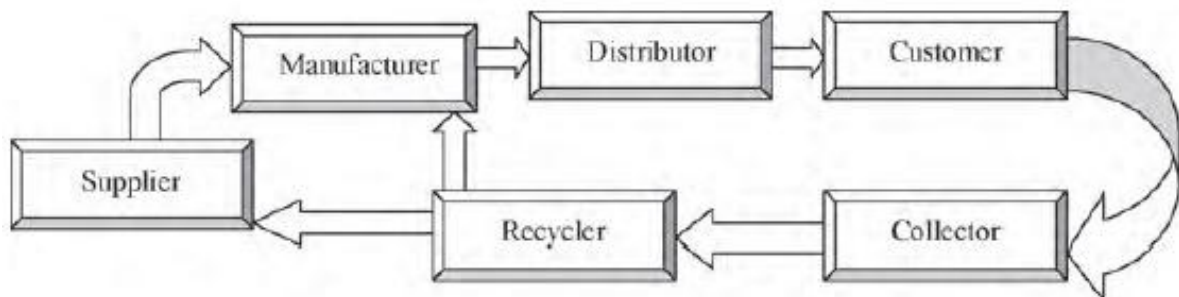 Manufacturer
Distributor
Customer
Supplier
Recycler
Collector